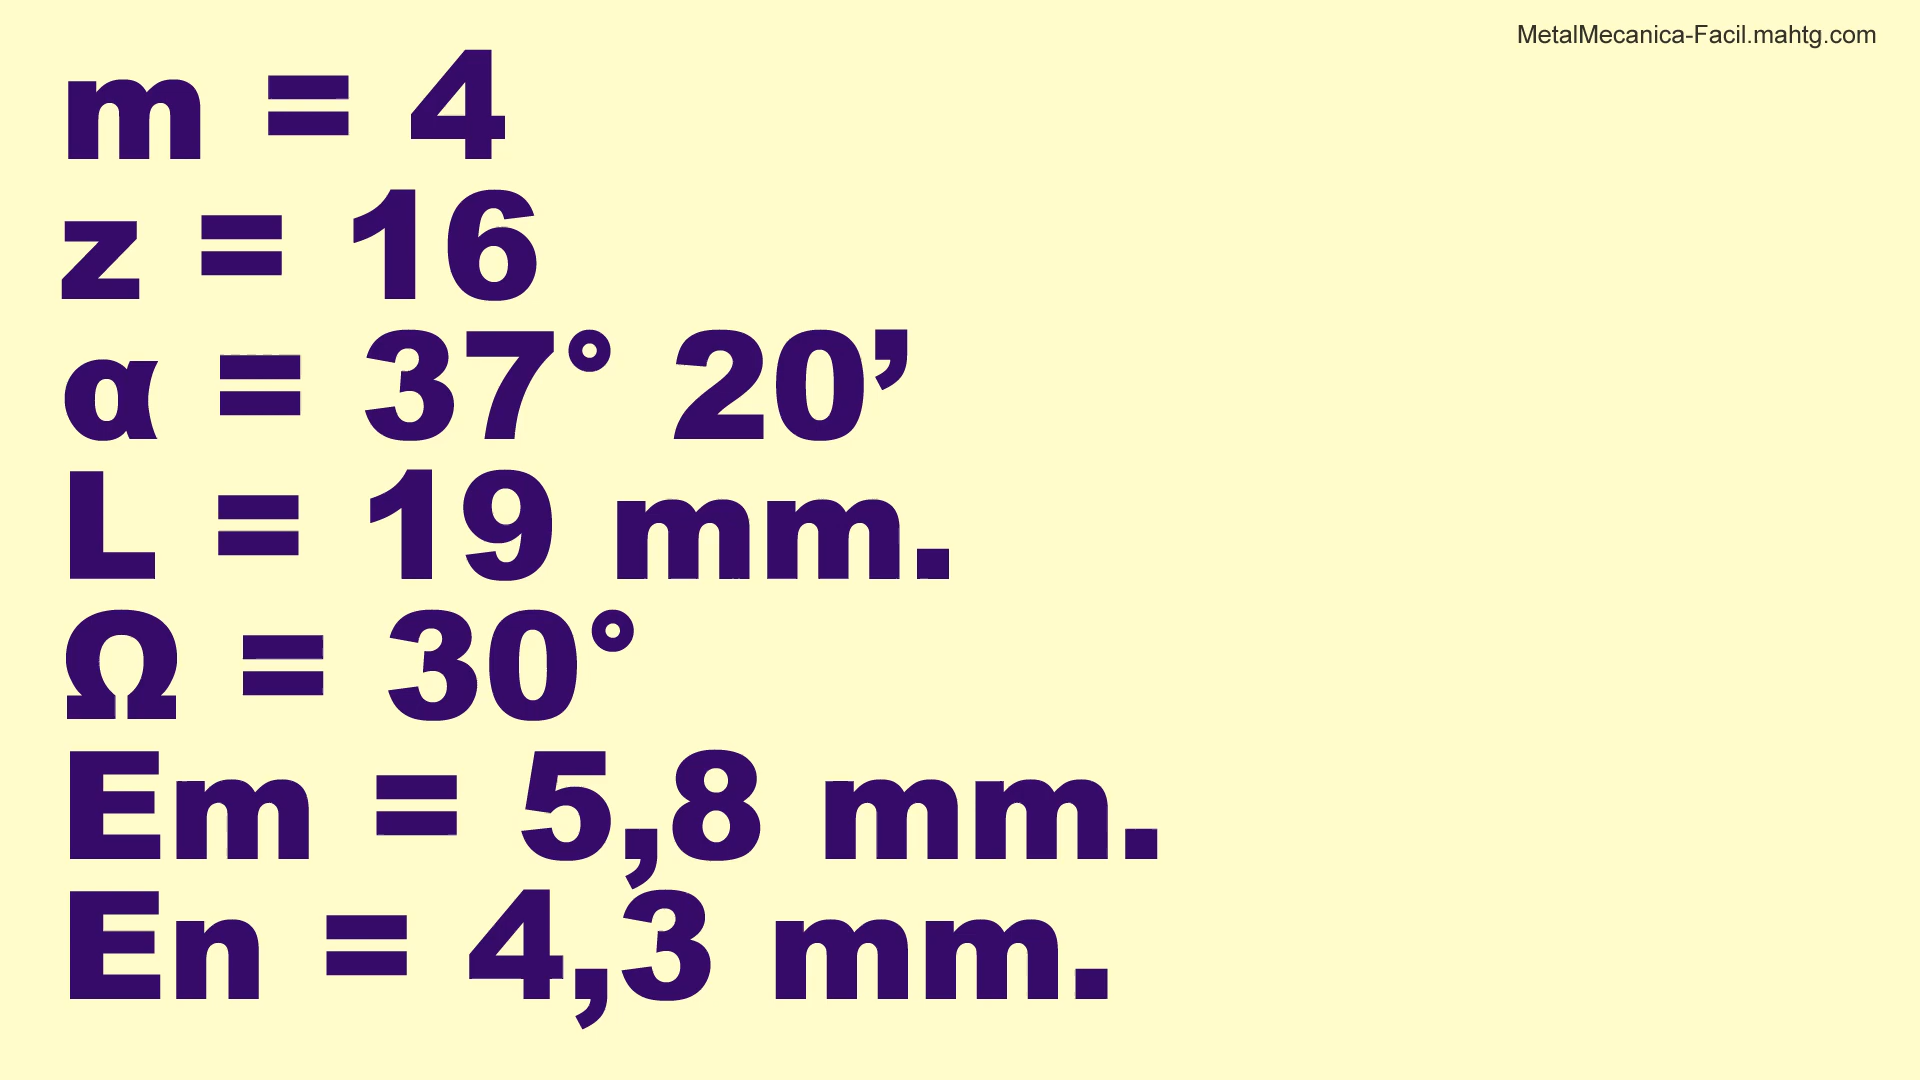 MetalMecanica-Facil.mahtg.com
m = 4
z = 16
α = 37° 20’
L = 19 mm.
Ω = 30°
Em = 5,8 mm.
En = 4,3 mm.